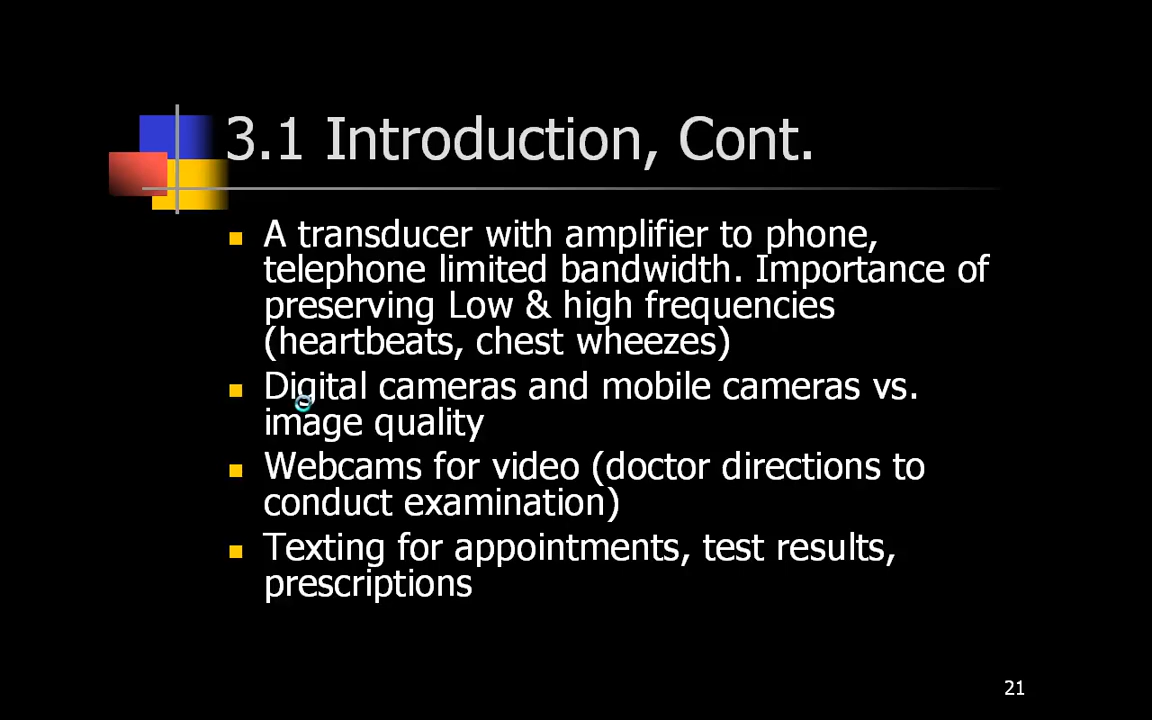 3.1 Introduction, Cont.
A transducer with amplifier to phone,
telephone limited bandwidth. Importance of
preserving Low & high frequencies
(heartbeats, chest wheezes)
Digital cameras and mobile cameras vs.
image quality
Webcams for video (doctor directions to
conduct examination)
Texting for appointments, test results,
prescriptions
21